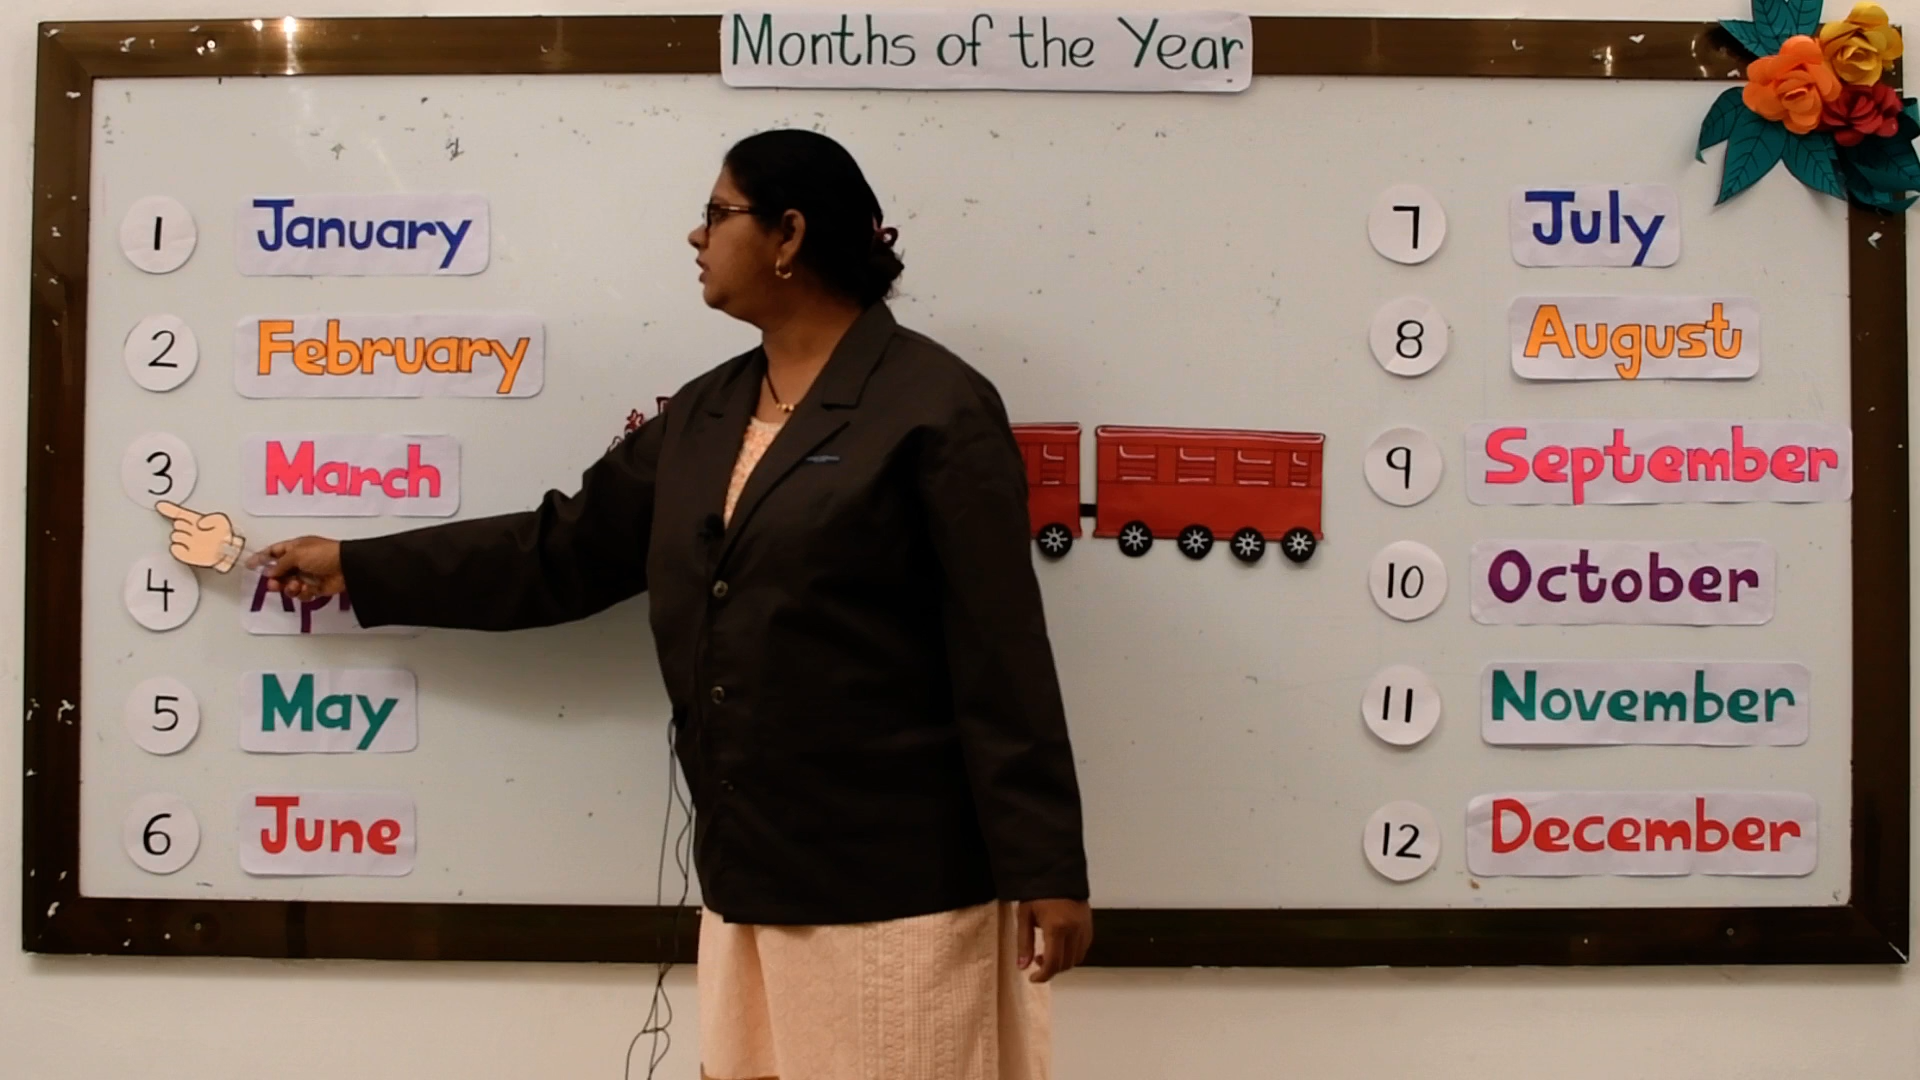 Months of the Year
1 January
2 February
3 March
4
5 May
6 June
7 July
8 August
9 September
10 October
11 November
12 December